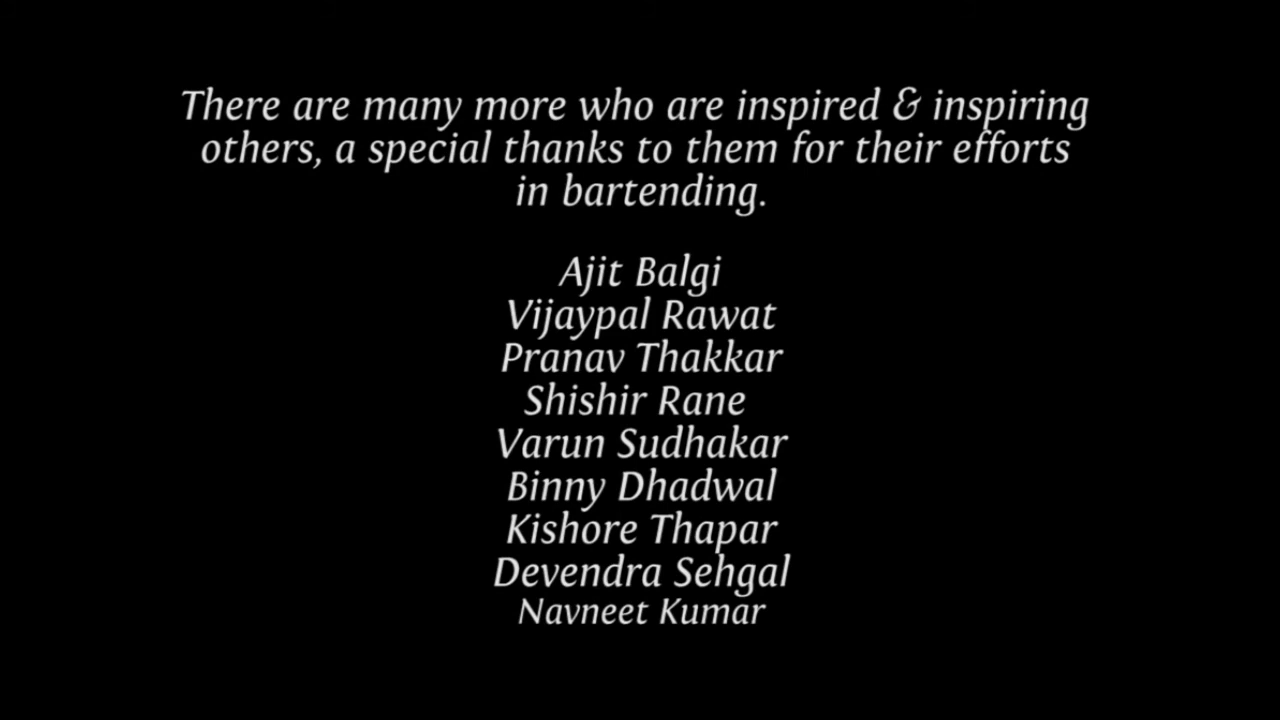 There are many more who are inspired & inspiring
others, a special thanks to them for their efforts
in bartending.
Ajit Balgi
Vijaypal Rawat
Pranav Thakkar
Shishir Rane
Varun Sudhakar
Binny Dhadwal
Kishore Thapar
Devendra Sehgal
Navneet Kumar